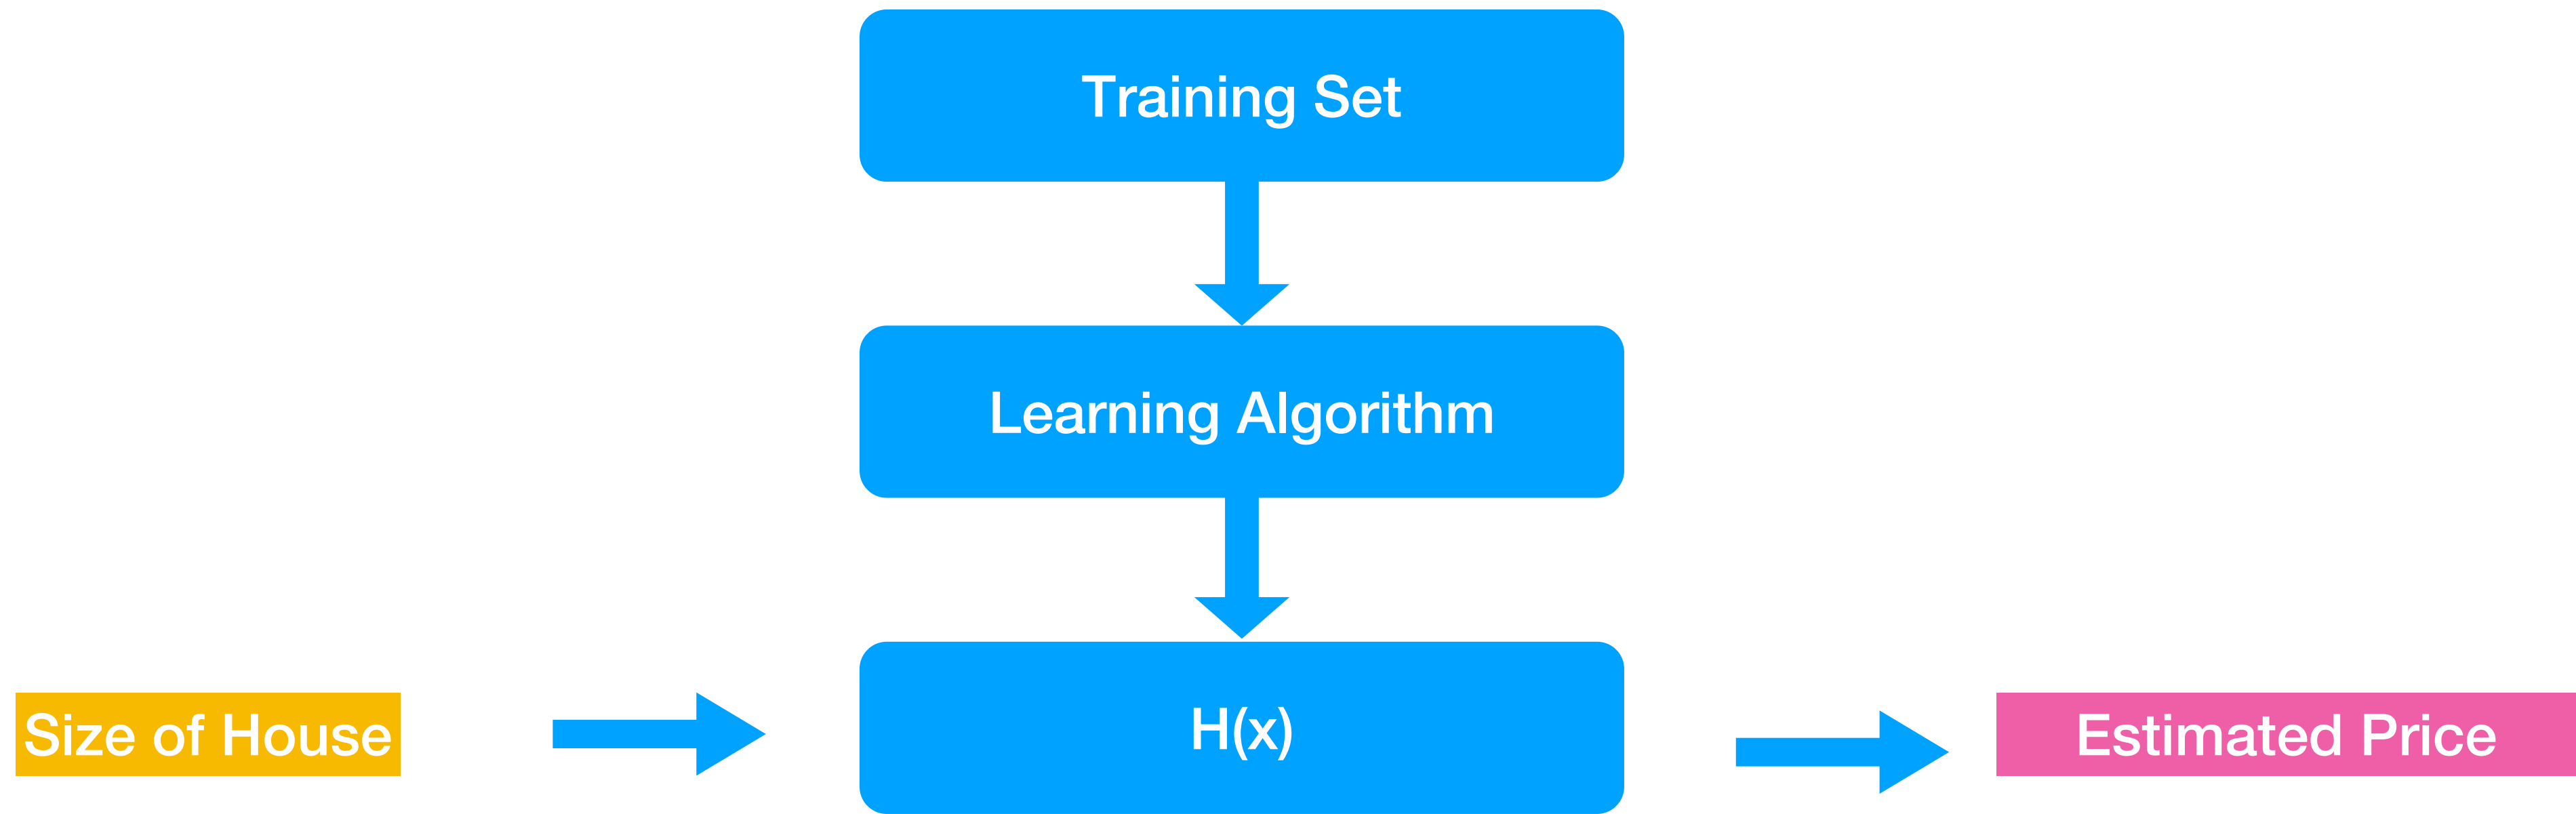 Training Set
Learning Algorithm
Size of House
H(x)
Estimated Price